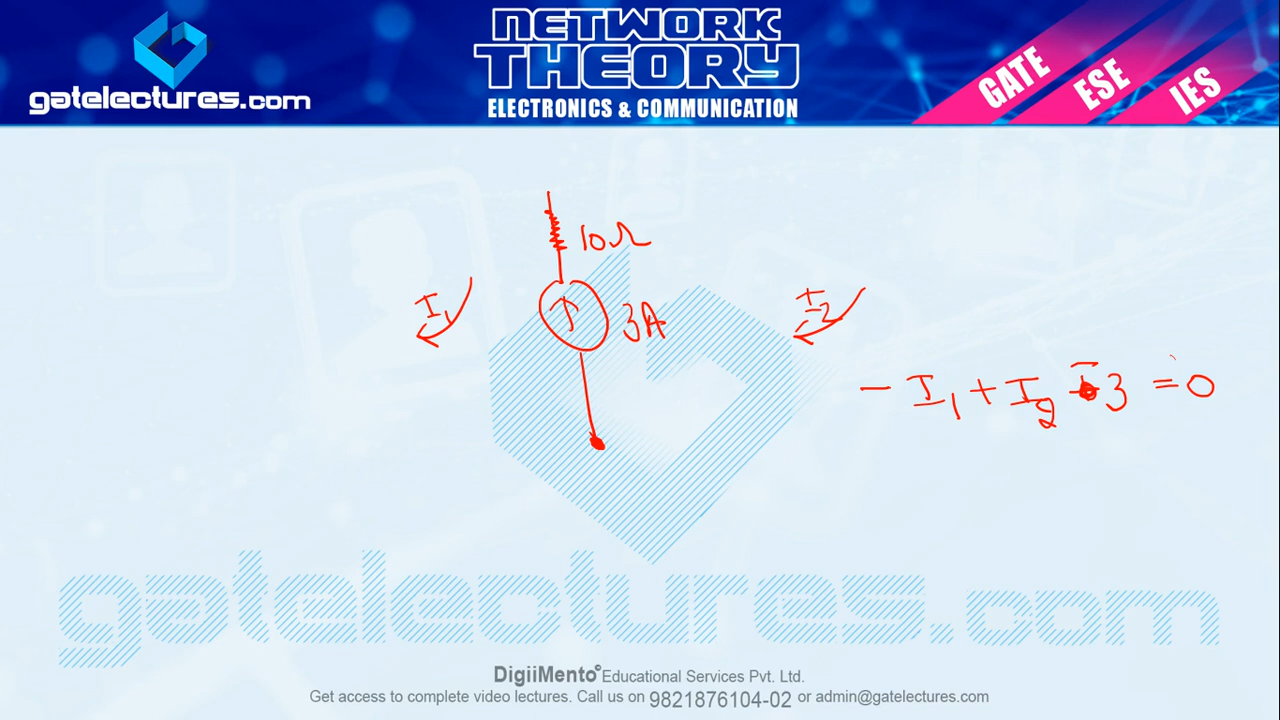 gatelectures.com
NETWORK
THEORY
ELECTRONICS & COMMUNICATION
GATE
ESE
IES
10Ω
I1
3A
I2
- I1 + I2 - 3 = 0
gatelectures.com
DigiiMento© Educational Services Pvt. Ltd.
Get access to complete video lectures. Call us on 9821876104-02 or admin@gatelectures.com